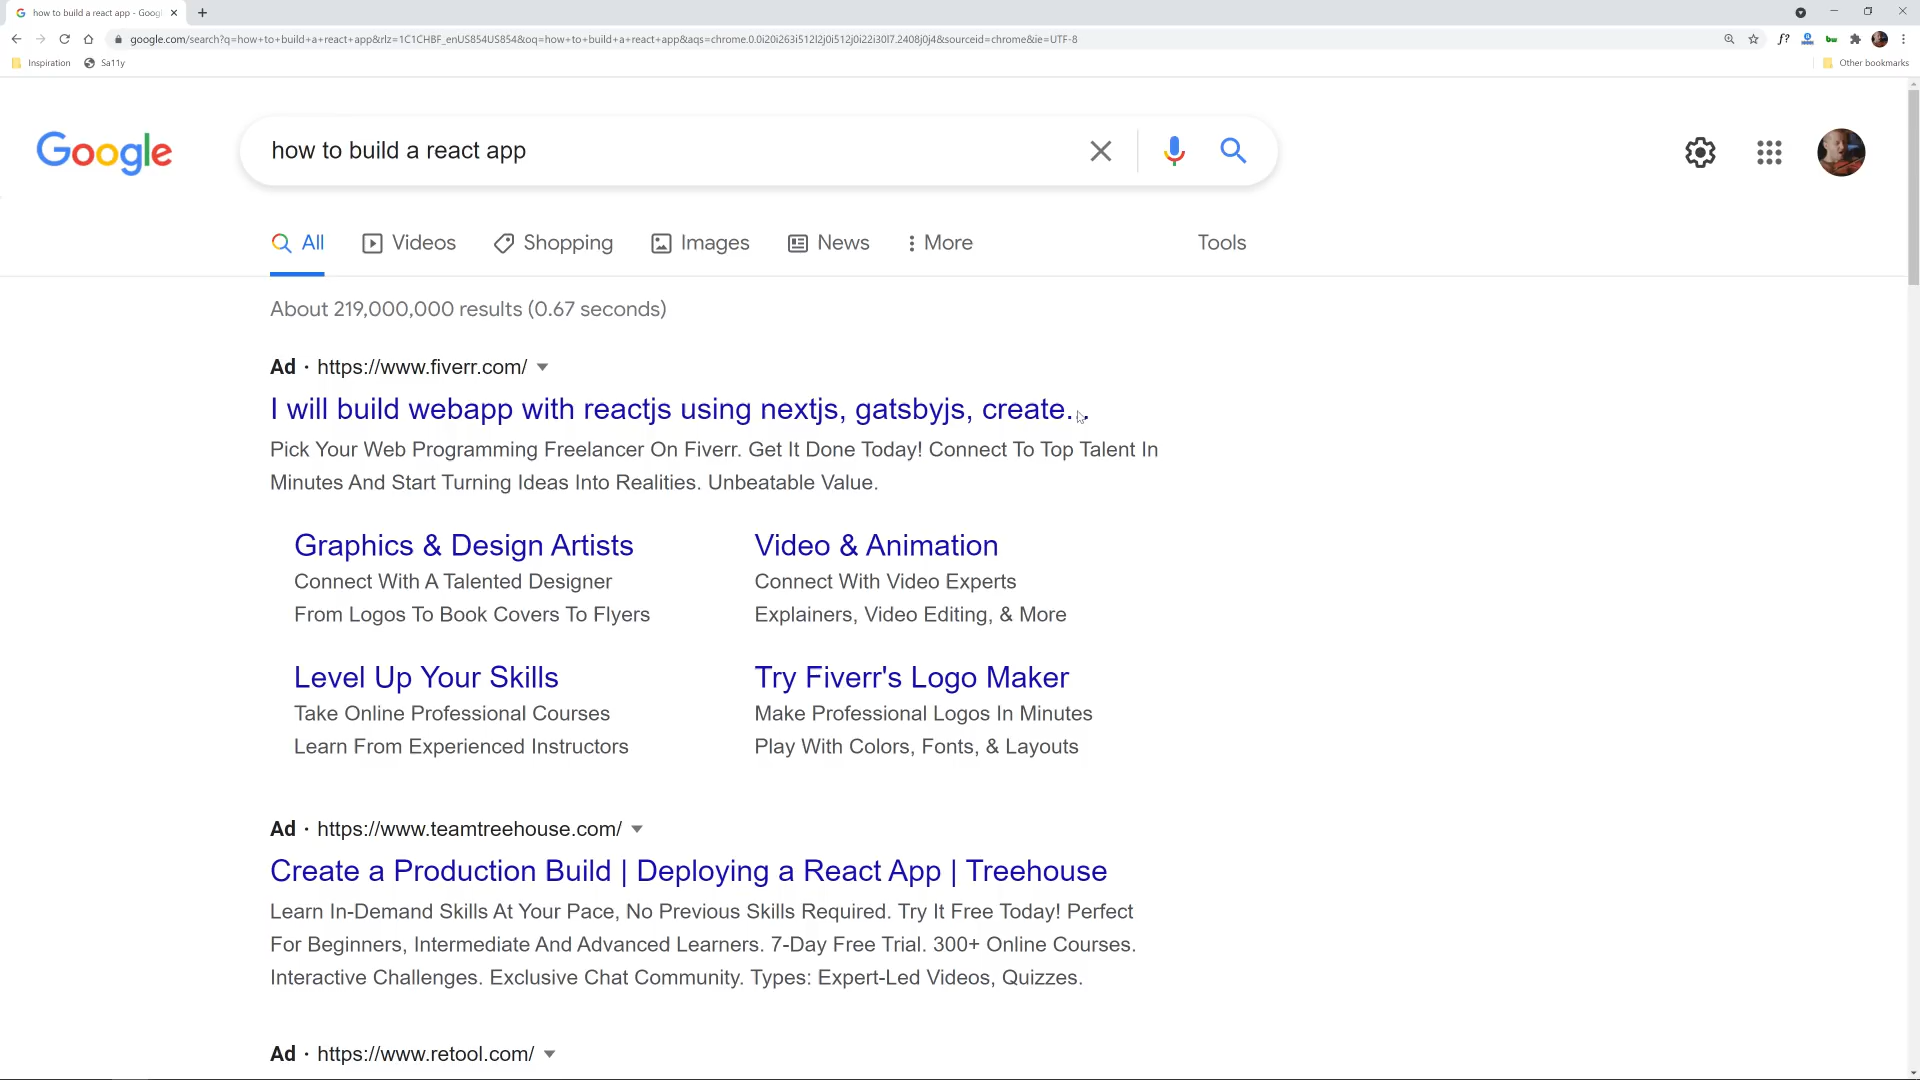 how to build a react app - Goog
google.com/search?q=how+to+build+a+react+app&rlz=1C1CHBF_enUS854US854&oq=how+to+build+a+react+app&aqs=chrome.0.0i20i263i512l2j0i512j0i22i30l7.2408j0j4&sourceid=chrome&ie=UTF-8
f?
bw
Inspiration
Sa11y
Other bookmarks
Google
how to build a react app
All
Videos
Shopping
Images
News
More
Tools
About 219,000,000 results (0.67 seconds)
Ad · https://www.fiverr.com/
I will build webapp with reactjs using nextjs, gatsbyjs, create...
Pick Your Web Programming Freelancer On Fiverr. Get It Done Today! Connect To Top Talent In
Minutes And Start Turning Ideas Into Realities. Unbeatable Value.
Graphics & Design Artists
Connect With A Talented Designer
From Logos To Book Covers To Flyers
Video & Animation
Connect With Video Experts
Explainers, Video Editing, & More
Level Up Your Skills
Take Online Professional Courses
Learn From Experienced Instructors
Try Fiverr's Logo Maker
Make Professional Logos In Minutes
Play With Colors, Fonts, & Layouts
Ad · https://www.teamtreehouse.com/
Create a Production Build | Deploying a React App | Treehouse
Learn In-Demand Skills At Your Pace, No Previous Skills Required. Try It Free Today! Perfect
For Beginners, Intermediate And Advanced Learners. 7-Day Free Trial. 300+ Online Courses.
Interactive Challenges. Exclusive Chat Community. Types: Expert-Led Videos, Quizzes.
Ad · https://www.retool.com/